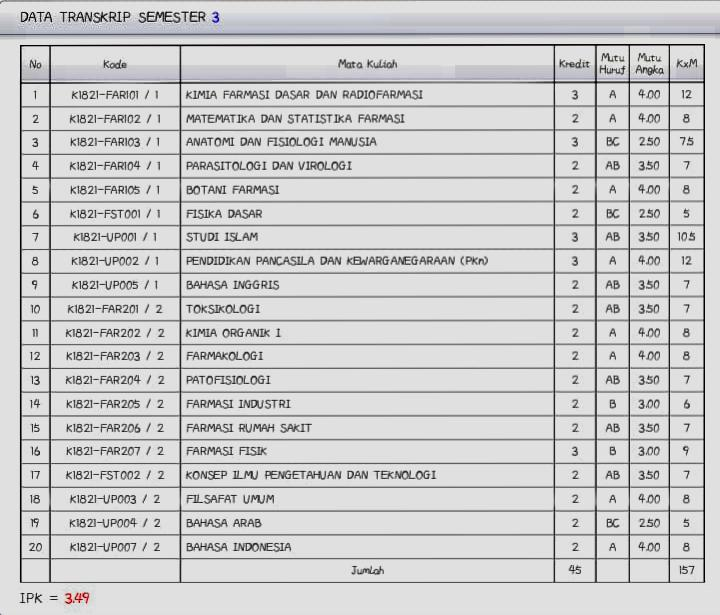 DATA TRANSKRIP SEMESTER 3
No Kode Mata Kuliah Kredit Mutu Huruf Mutu Angka KxM
1 K1821-FAR101 / 1 KIMIA FARMASI DASAR DAN RADIOFARMASI 3 A 4.00 12
2 K1821-FAR102 / 1 MATEMATIKA DAN STATISTIKA FARMASI 2 A 4.00 8
3 K1821-FAR103 / 1 ANATOMI DAN FISIOLOGI MANUSIA 3 BC 2.50 7.5
4 K1821-FAR104 / 1 PARASITOLOGI DAN VIROLOGI 2 AB 3.50 7
5 K1821-FAR105 / 1 BOTANI FARMASI 2 A 4.00 8
6 K1821-FST001 / 1 FISIKA DASAR 2 BC 2.50 5
7 K1821-UP001 / 1 STUDI ISLAM 3 AB 3.50 10.5
8 K1821-UP002 / 1 PENDIDIKAN PANCASILA DAN KEWARGANEGARAAN (PKn) 3 A 4.00 12
9 K1821-UP005 / 1 BAHASA INGGRIS 2 AB 3.50 7
10 K1821-FAR201 / 2 TOKSIKOLOGI 2 AB 3.50 7
11 K1821-FAR202 / 2 KIMIA ORGANIK I 2 A 4.00 8
12 K1821-FAR203 / 2 FARMAKOLOGI 2 A 4.00 8
13 K1821-FAR204 / 2 PATOFISIOLOGI 2 AB 3.50 7
14 K1821-FAR205 / 2 FARMASI INDUSTRI 2 B 3.00 6
15 K1821-FAR206 / 2 FARMASI RUMAH SAKIT 2 AB 3.50 7
16 K1821-FAR207 / 2 FARMASI FISIK 3 B 3.00 9
17 K1821-FST002 / 2 KONSEP ILMU PENGETAHUAN DAN TEKNOLOGI 2 AB 3.50 7
18 K1821-UP003 / 2 FILSAFAT UMUM 2 A 4.00 8
19 K1821-UP004 / 2 BAHASA ARAB 2 BC 2.50 5
20 K1821-UP007 / 2 BAHASA INDONESIA 2 A 4.00 8
Jumlah 45 157
IPK = 3.49